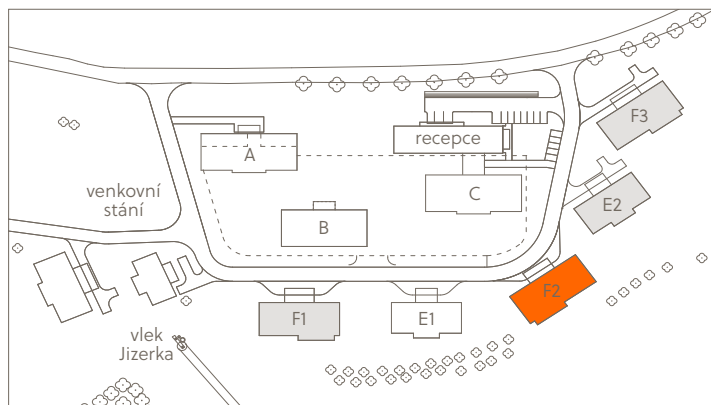 F3
recepce
A
venkovní
stání
C
E2
B
F2
F1
E1
vlek
Jizerka